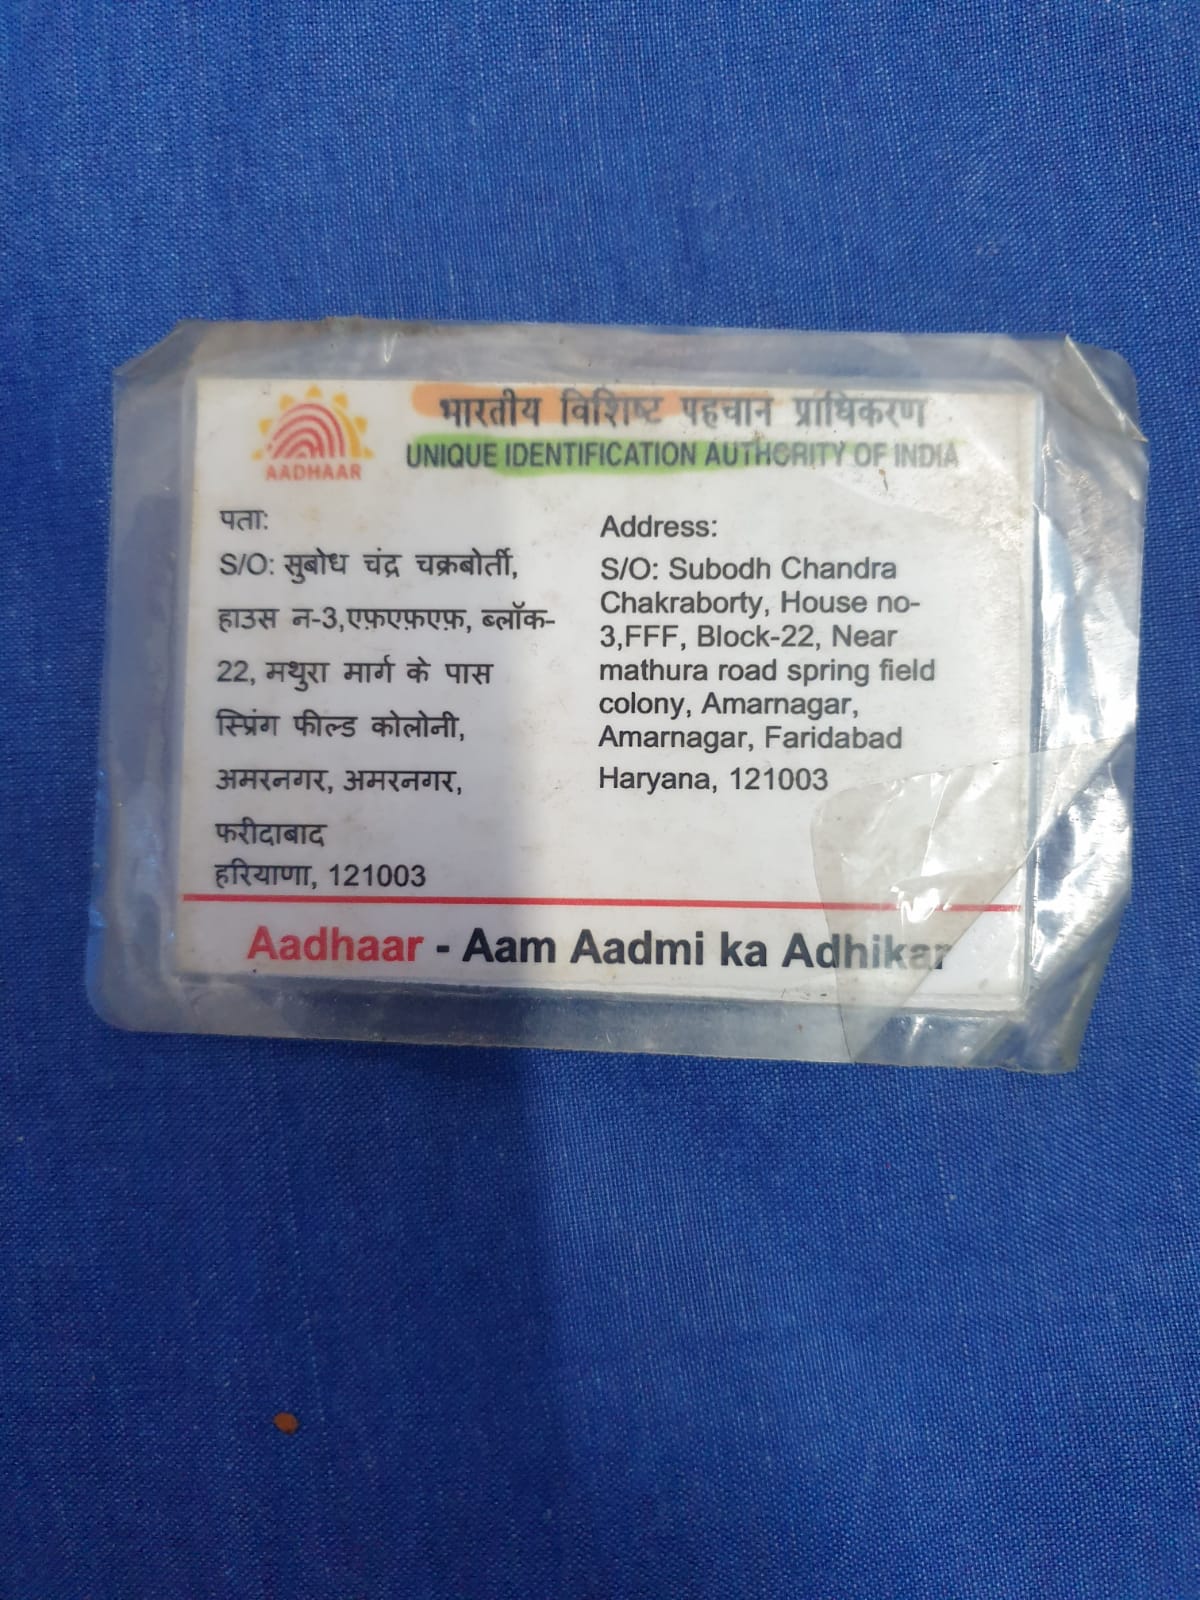 AADHAAR
भारतीय विशिष्ट पहचान प्राधिकरण
UNIQUE IDENTIFICATION AUTHORITY OF INDIA
पता:
S/O: सुबोध चंद्र चक्रबोर्ती,
हाउस न-3,एफ़एफ़एफ़, ब्लॉक-
22, मथुरा मार्ग के पास
स्प्रिंग फील्ड कोलोनी,
अमरनगर, अमरनगर,
फरीदाबाद
हरियाणा, 121003
Address:
S/O: Subodh Chandra
Chakraborty, House no-
3,FFF, Block-22, Near
mathura road spring field
colony, Amarnagar,
Amarnagar, Faridabad
Haryana, 121003
Aadhaar - Aam Aadmi ka Adhikar